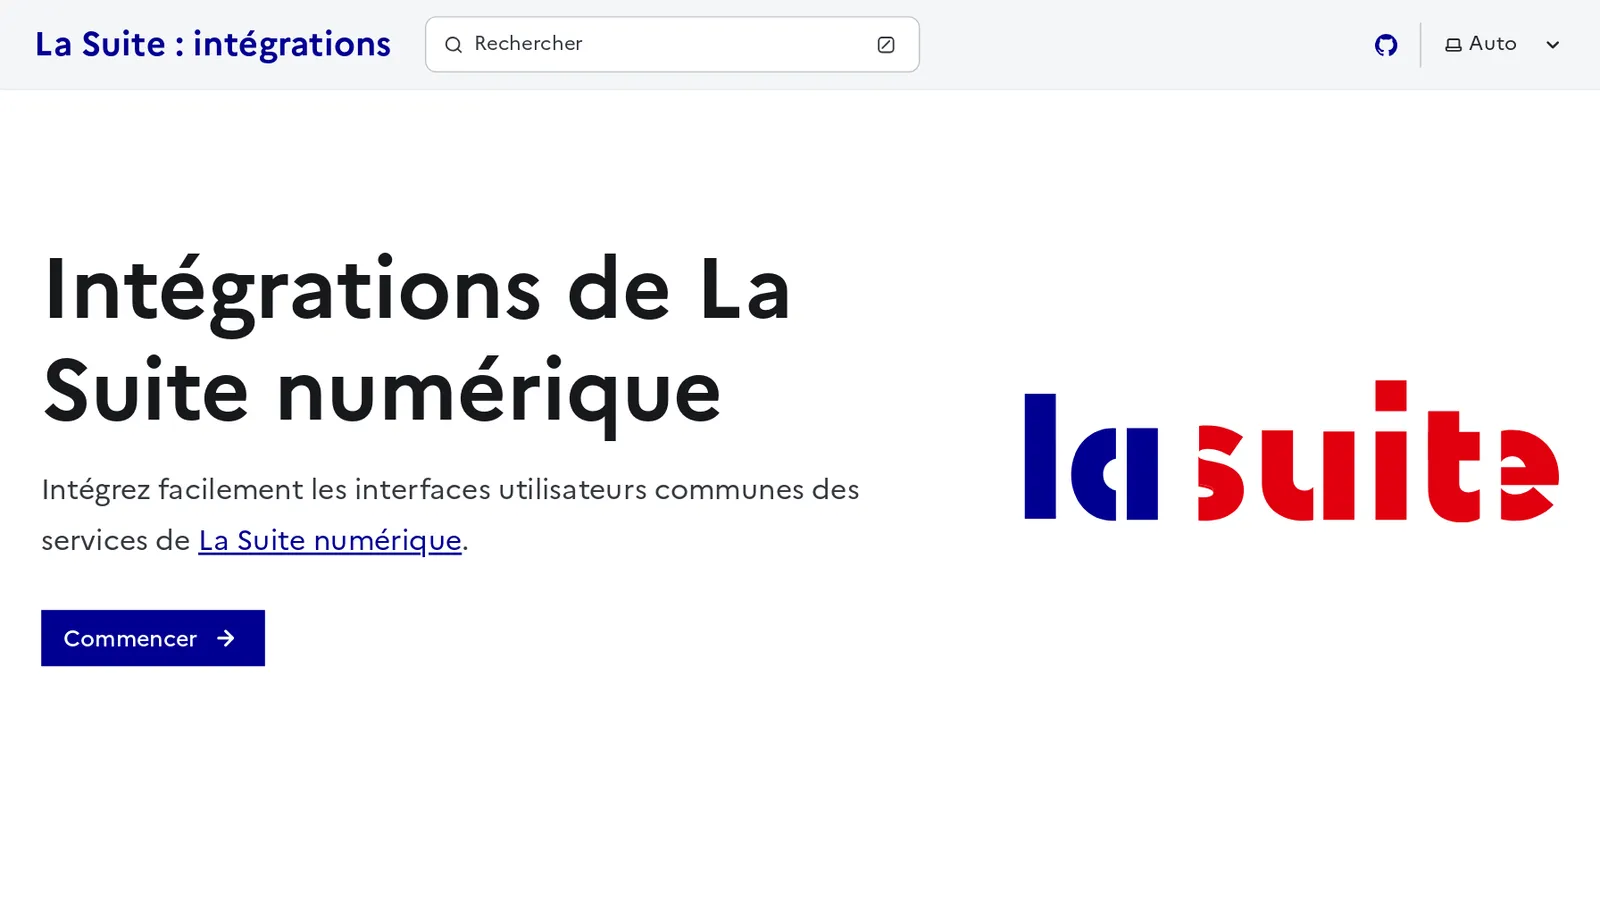 La Suite : intégrations
Rechercher
Auto
Intégrations de La
Suite numérique
Intégrez facilement les interfaces utilisateurs communes des
services de La Suite numérique.
Commencer
la suite